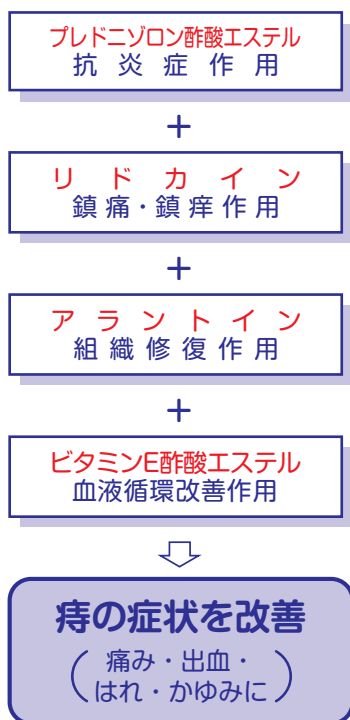 プレドニゾロン酢酸エステル
抗炎症作用
+
リドカイン
鎮痛・鎮痒作用
+
アラントイン
組織修復作用
+
ビタミンE酢酸エステル
血液循環改善作用
痔の症状を改善
(痛み・出血・
はれ・かゆみに)